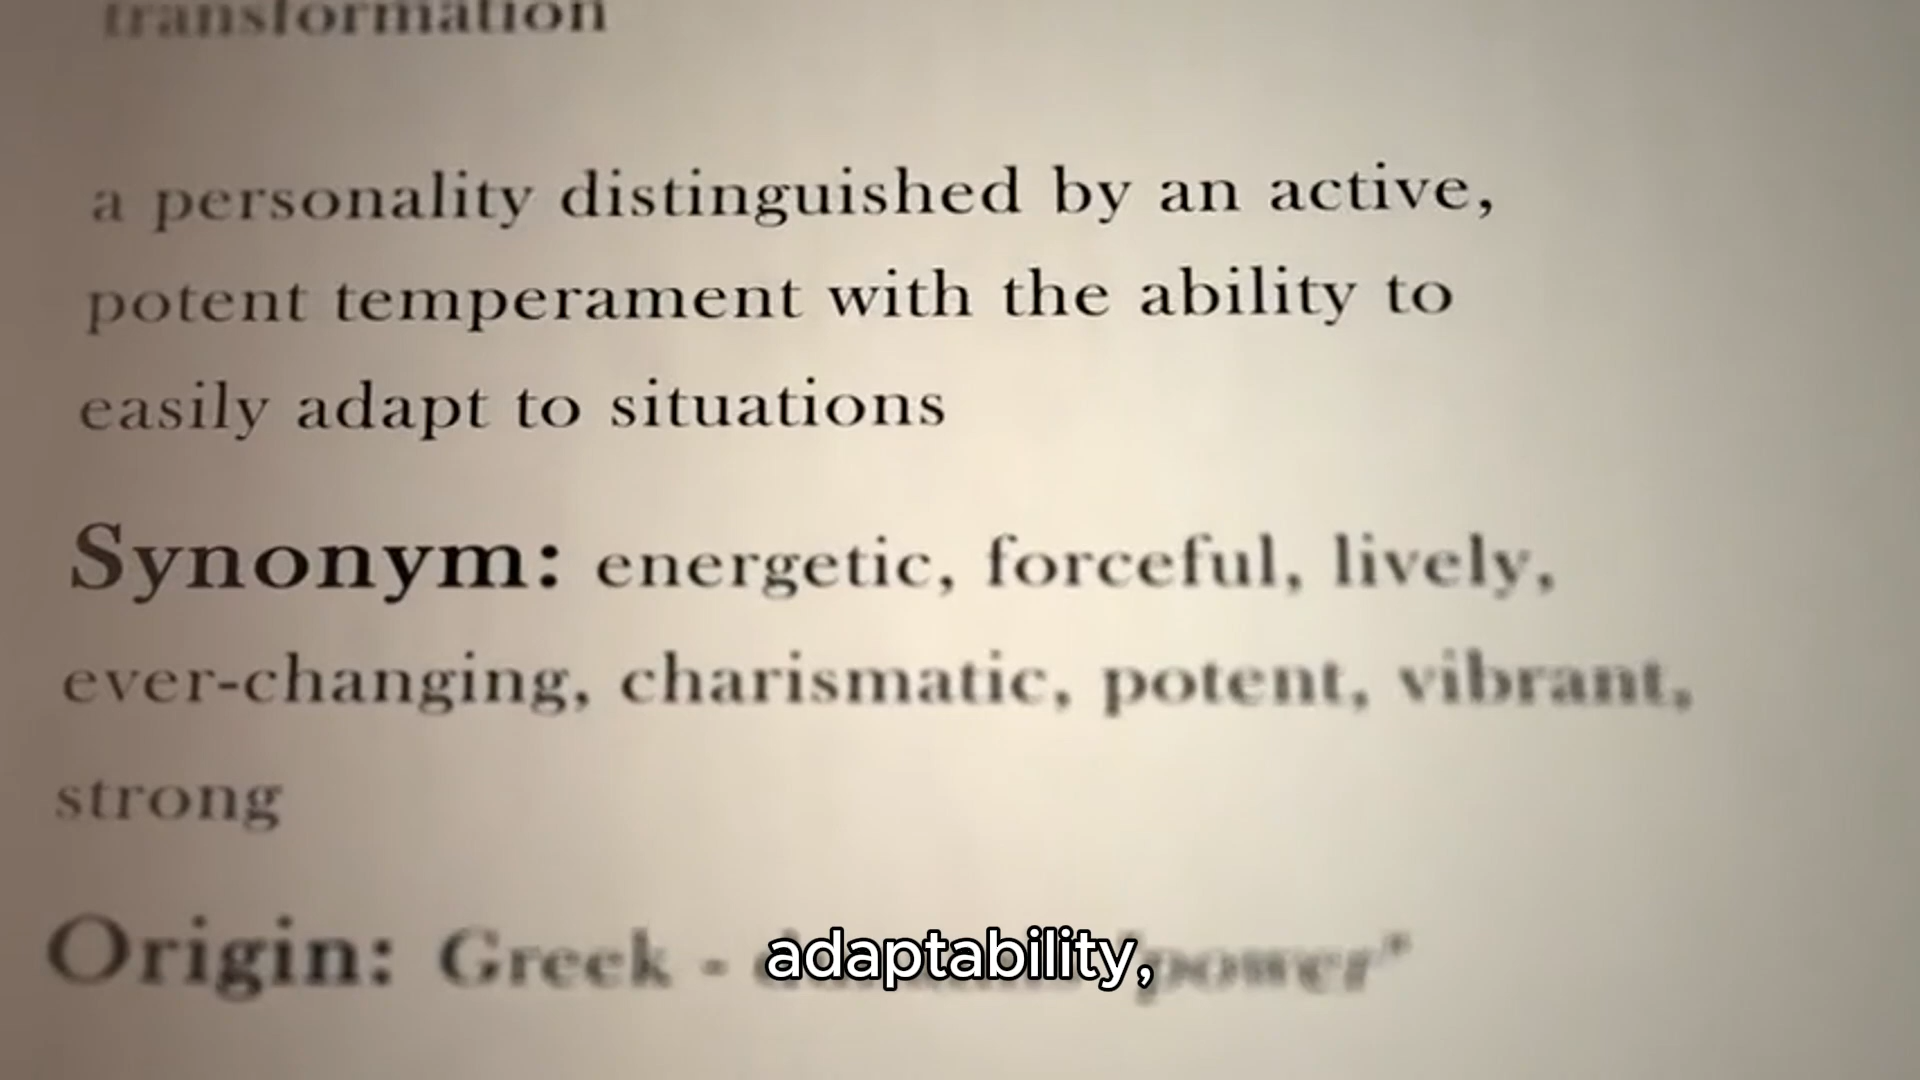 transformation
a personality distinguished by an active,
potent temperament with the ability to
easily adapt to situations
Synonym: energetic, forceful, lively,
ever-changing, charismatic, potent, vibrant,
strong
Origin: Greek - "power"
adaptability,